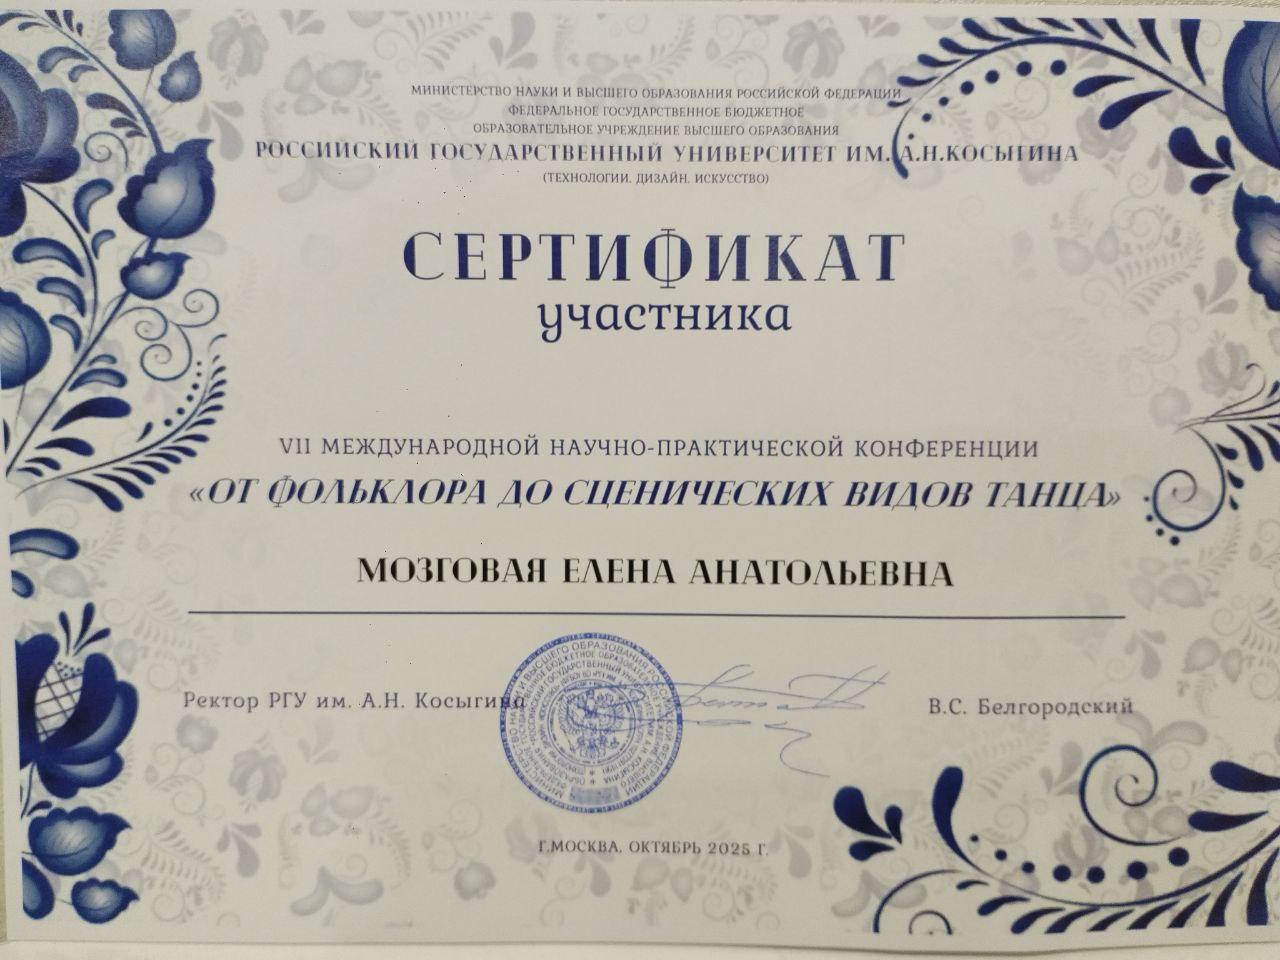 МИНИСТЕРСТВО НАУКИ И ВЫСШЕГО ОБРАЗОВАНИЯ РОССИЙСКОЙ ФЕДЕРАЦИИ
ФЕДЕРАЛЬНОЕ ГОСУДАРСТВЕННОЕ БЮДЖЕТНОЕ
ОБРАЗОВАТЕЛЬНОЕ УЧРЕЖДЕНИЕ ВЫСШЕГО ОБРАЗОВАНИЯ
РОССИЙСКИЙ ГОСУДАРСТВЕННЫЙ УНИВЕРСИТЕТ ИМ. А.Н.КОСЫГИНА
(ТЕХНОЛОГИИ. ДИЗАЙН. ИСКУССТВО)
СЕРТИФИКАТ
участника
VII МЕЖДУНАРОДНОЙ НАУЧНО-ПРАКТИЧЕСКОЙ КОНФЕРЕНЦИИ
«ОТ ФОЛЬКЛОРА ДО СЦЕНИЧЕСКИХ ВИДОВ ТАНЦА»
МОЗГОВАЯ ЕЛЕНА АНАТОЛЬЕВНА
Ректор РГУ им. А.Н. Косыгина
В.С. Белгородский
Г.МОСКВА, ОКТЯБРЬ 2025 Г.